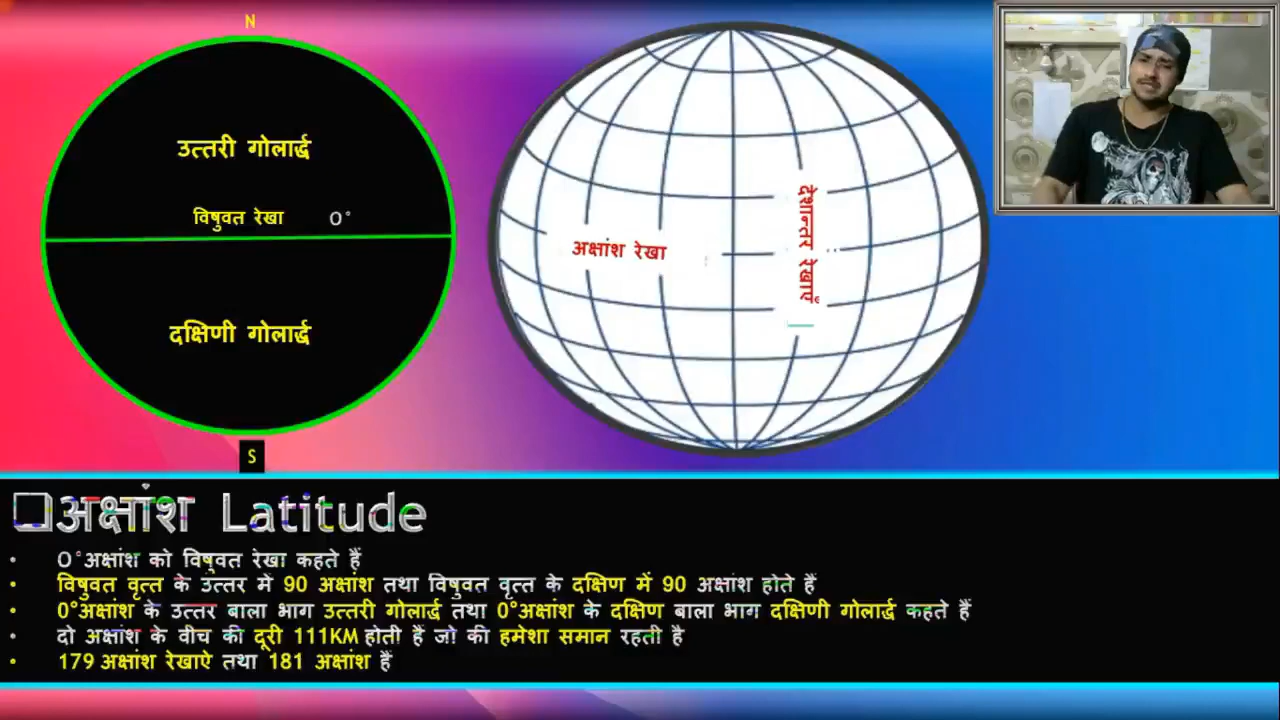 N
उत्तरी गोलार्द्ध
विषुवत रेखा 0°
दक्षिणी गोलार्द्ध
S
अक्षांश रेखा
देशान्तर रेखाएँ
अक्षांश Latitude
0°अक्षांश को विषुवत रेखा कहते हैं
विषुवत वृत्त के उत्तर में 90 अक्षांश तथा विषुवत वृत्त के दक्षिण में 90 अक्षांश होते हैं
0°अक्षांश के उत्तर बाला भाग उत्तरी गोलार्द्ध तथा 0°अक्षांश के दक्षिण बाला भाग दक्षिणी गोलार्द्ध कहते हैं
दो अक्षांश के वीच की दूरी 111KM होती हैं जो की हमेशा समान रहती है
179 अक्षांश रेखाऐ तथा 181 अक्षांश हैं